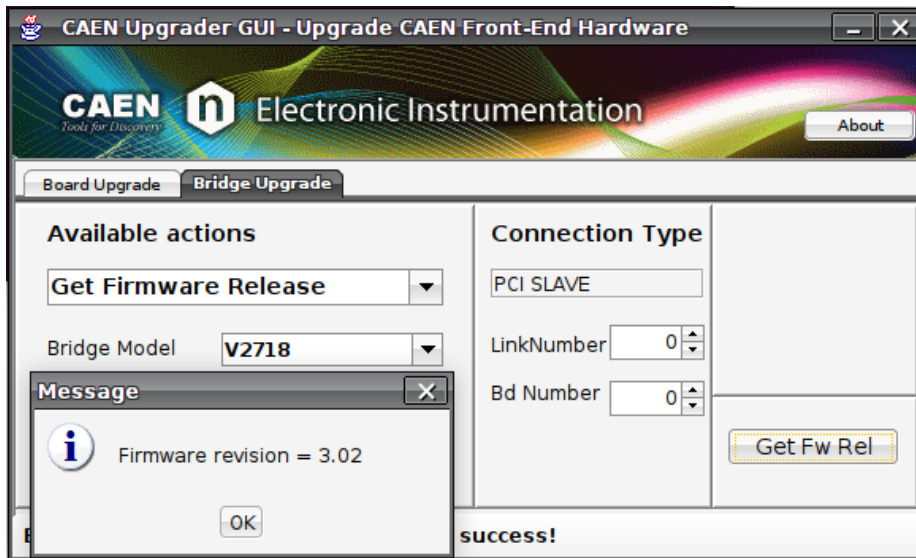 CAEN Upgrader GUI - Upgrade CAEN Front-End Hardware
CAEN n Electronic Instrumentation
Tools for Discovery
About
Board Upgrade
Bridge Upgrade
Available actions
Get Firmware Release
Bridge Model V2718
Connection Type
PCI SLAVE
LinkNumber 0
Bd Number 0
Get Fw Rel
Message
Firmware revision = 3.02
OK
success!